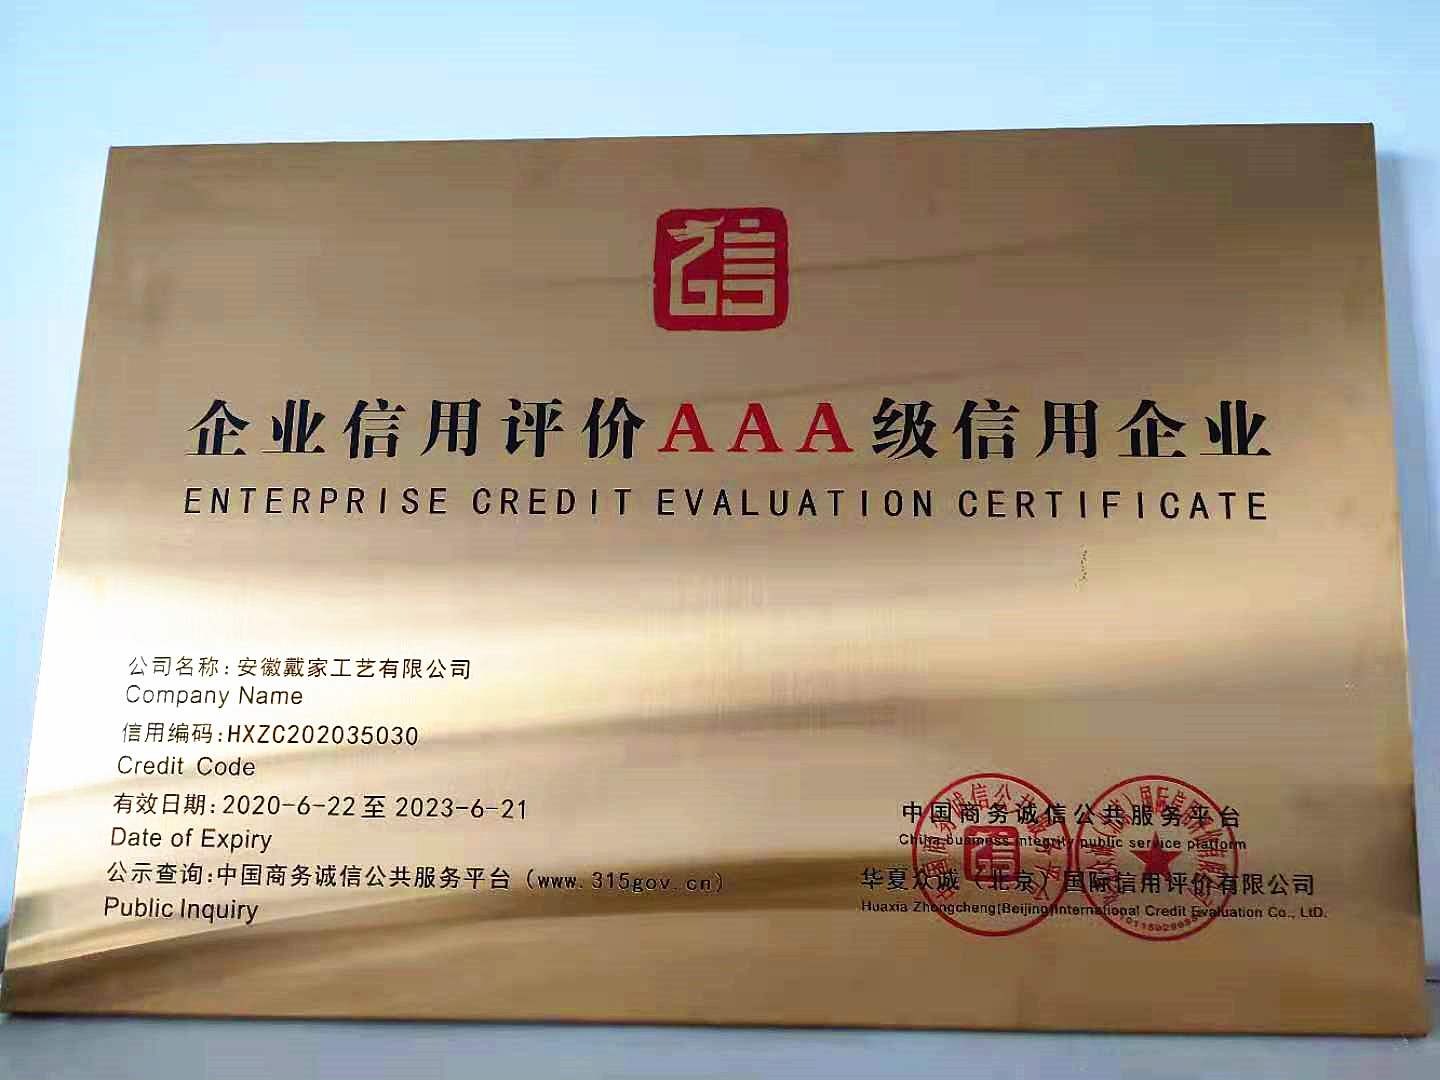 信
企业信用评价AAA级信用企业
ENTERPRISE CREDIT EVALUATION CERTIFICATE
公司名称:安徽戴家工艺有限公司
Company Name
信用编码:HXZC202035030
Credit Code
有效日期:2020-6-22至2023-6-21
Date of Expiry
公示查询:中国商务诚信公共服务平台（www.315gov.cn）
Public Inquiry
中国商务诚信公共服务平台
China business integrity public service platform
华夏众诚（北京）国际信用评价有限公司
Huaxia Zhongcheng(Beijing)International Credit Evaluation Co., LtD.